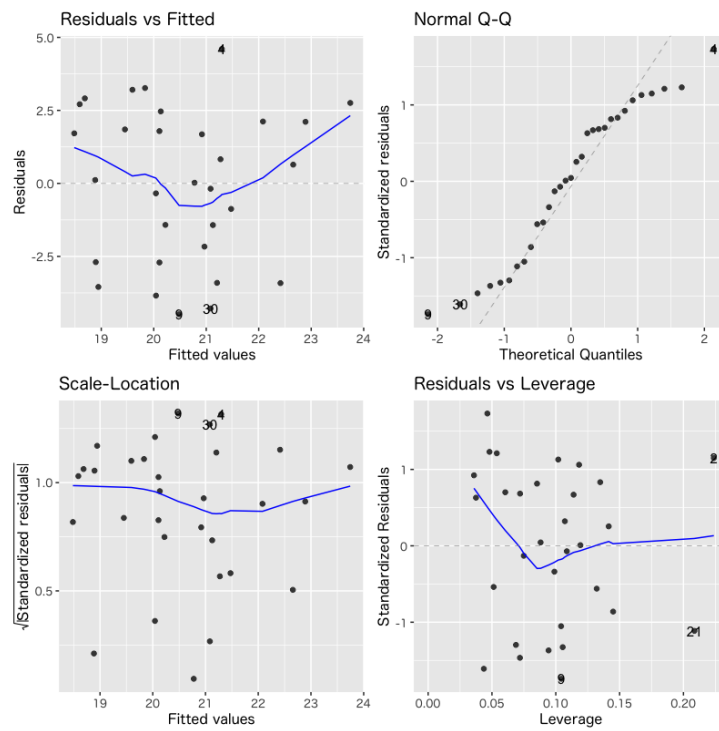 Residuals vs Fitted
5.0
2.5
0.0
-2.5
Residuals
4
9
30
19 20 21 22 23 24
Fitted values
Normal Q-Q
1
0
-1
Standardized residuals
4
30
9
-2 -1 0 1 2
Theoretical Quantiles
Scale-Location
1.0
0.5
√|Standardized residuals|
9
4
30
19 20 21 22 23 24
Fitted values
Residuals vs Leverage
1
0
-1
Standardized Residuals
2
21
9
0.00 0.05 0.10 0.15 0.20
Leverage